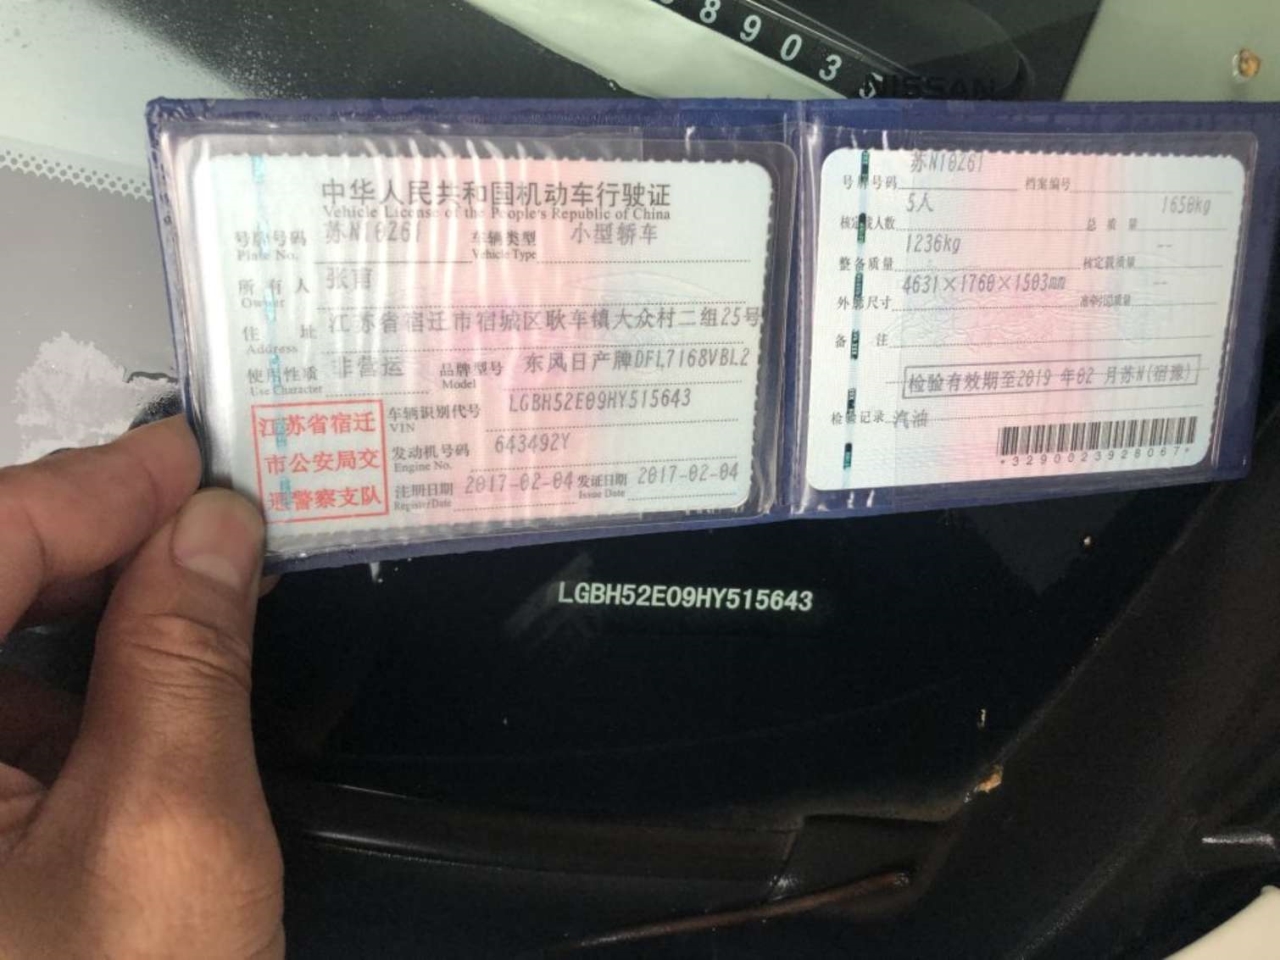 89035
NISSAN
中华人民共和国机动车行驶证
Vehicle License of the People's Republic of China
号牌号码 苏N10261 车辆类型 小型轿车
Plate No. Vehicle Type
所有人 张甫
Owner
住址 江苏省宿迁市宿城区耿车镇大众村二组25号
Address
使用性质 非营运 品牌型号 东风日产牌DFL7168VBL2
Use Character Model
江苏省宿迁
市公安局交
通警察支队
车辆识别代号 LGBH52E09HY515643
VIN
发动机号码 643492Y
Engine No.
注册日期 2017-02-04 发证日期 2017-02-04
Register Date Issue Date
号牌号码 苏N10261 档案编号
核定载人数 5人 总质量 1650kg
整备质量 1236kg 核定载质量 --
外廓尺寸 4631×1760×1503mm 准牵引总质量 --
备注
检验有效期至2019年02月苏N(宿豫)
检验记录 汽油
*3290023928067*
LGBH52E09HY515643